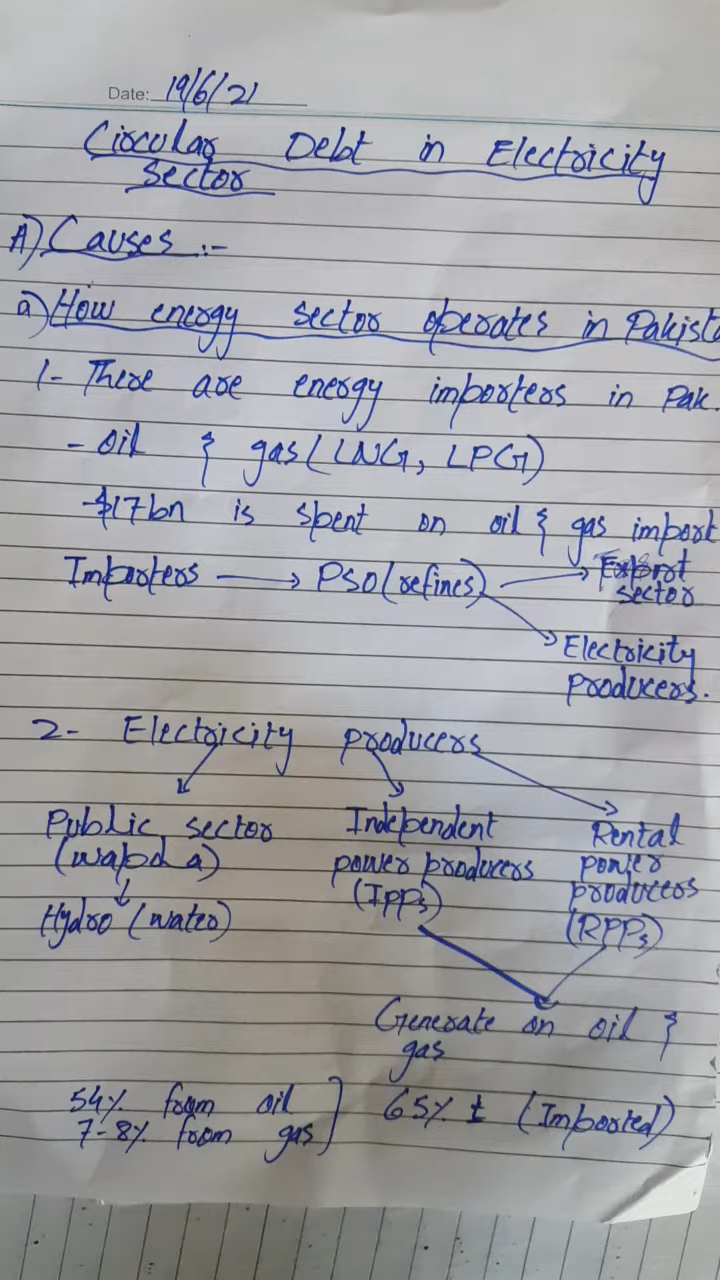 Date: 19/6/21
Circular Debt in Electricity
sector
A) Causes :-
a) How energy sector operates in Pakista
1- There are energy importers in Pak.
- oil & gas (LNG, LPG)
- $17bn is spent on oil & gas import
Importers → PSO (refines) → Export
sector
→ Electricity
producers.
2- Electricity producers
Public sector
(wapda)
↓
Hydro (water)
Independent
power producers
(IPPs)
Rental
power
producers
(RPPs)
Generate on oil &
gas
54% from oil
7-8% from gas
65% ± (Imported)